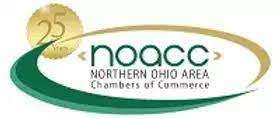 25
Years
noacc
NORTHERN OHIO AREA
Chambers of Commerce